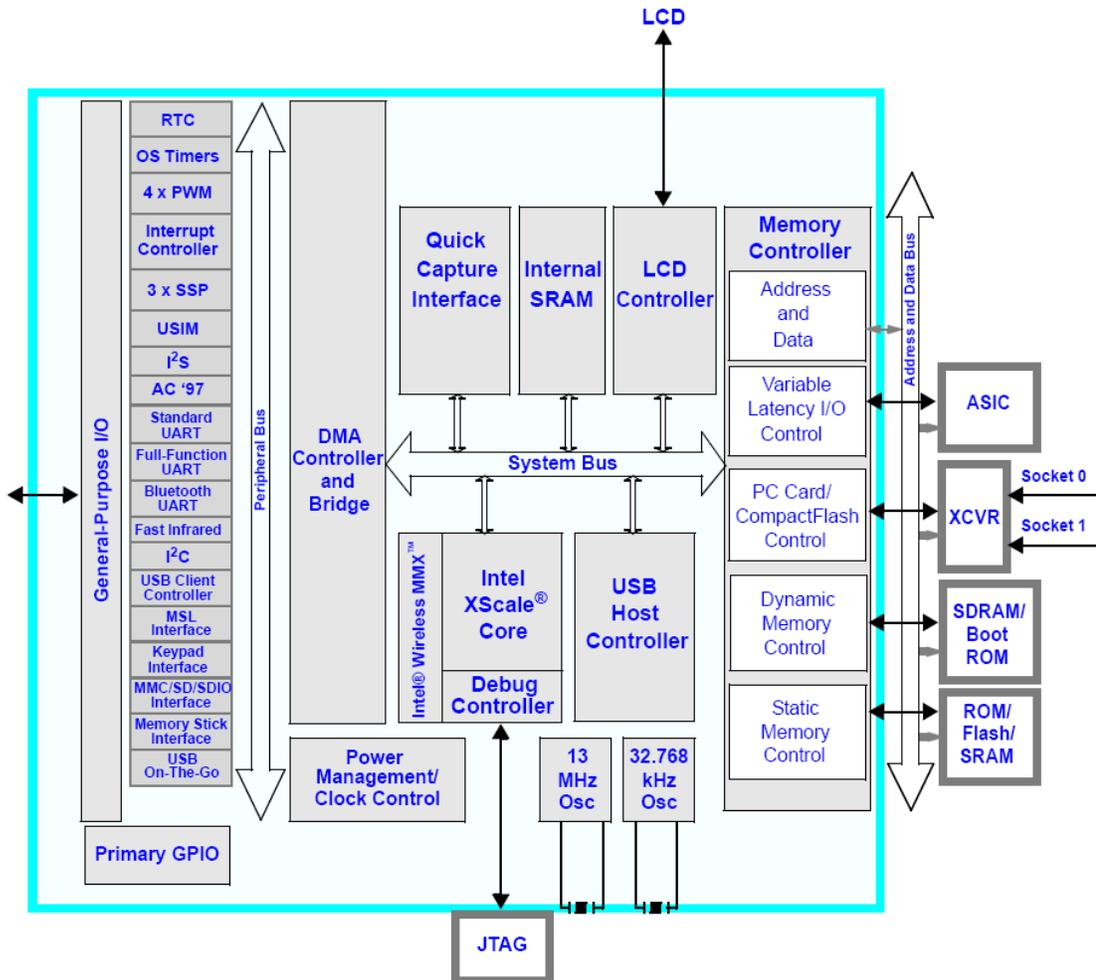 LCD
General-Purpose I/O
RTC
OS Timers
4 x PWM
Interrupt
Controller
3 x SSP
USIM
I²S
AC ‘97
Standard
UART
Full-Function
UART
Bluetooth
UART
Fast Infrared
I²C
USB Client
Controller
MSL
Interface
Keypad
Interface
MMC/SD/SDIO
Interface
Memory Stick
Interface
USB
On-The-Go
Primary GPIO
Peripheral Bus
DMA
Controller
and
Bridge
Quick
Capture
Interface
Internal
SRAM
LCD
Controller
System Bus
Intel® Wireless MMX™
Intel
XScale®
Core
Debug
Controller
USB
Host
Controller
Power
Management/
Clock Control
13
MHz
Osc
32.768
kHz
Osc
Memory
Controller
Address
and
Data
Variable
Latency I/O
Control
PC Card/
CompactFlash
Control
Dynamic
Memory
Control
Static
Memory
Control
Address and Data Bus
ASIC
XCVR
Socket 0
Socket 1
SDRAM/
Boot
ROM
ROM/
Flash/
SRAM
JTAG